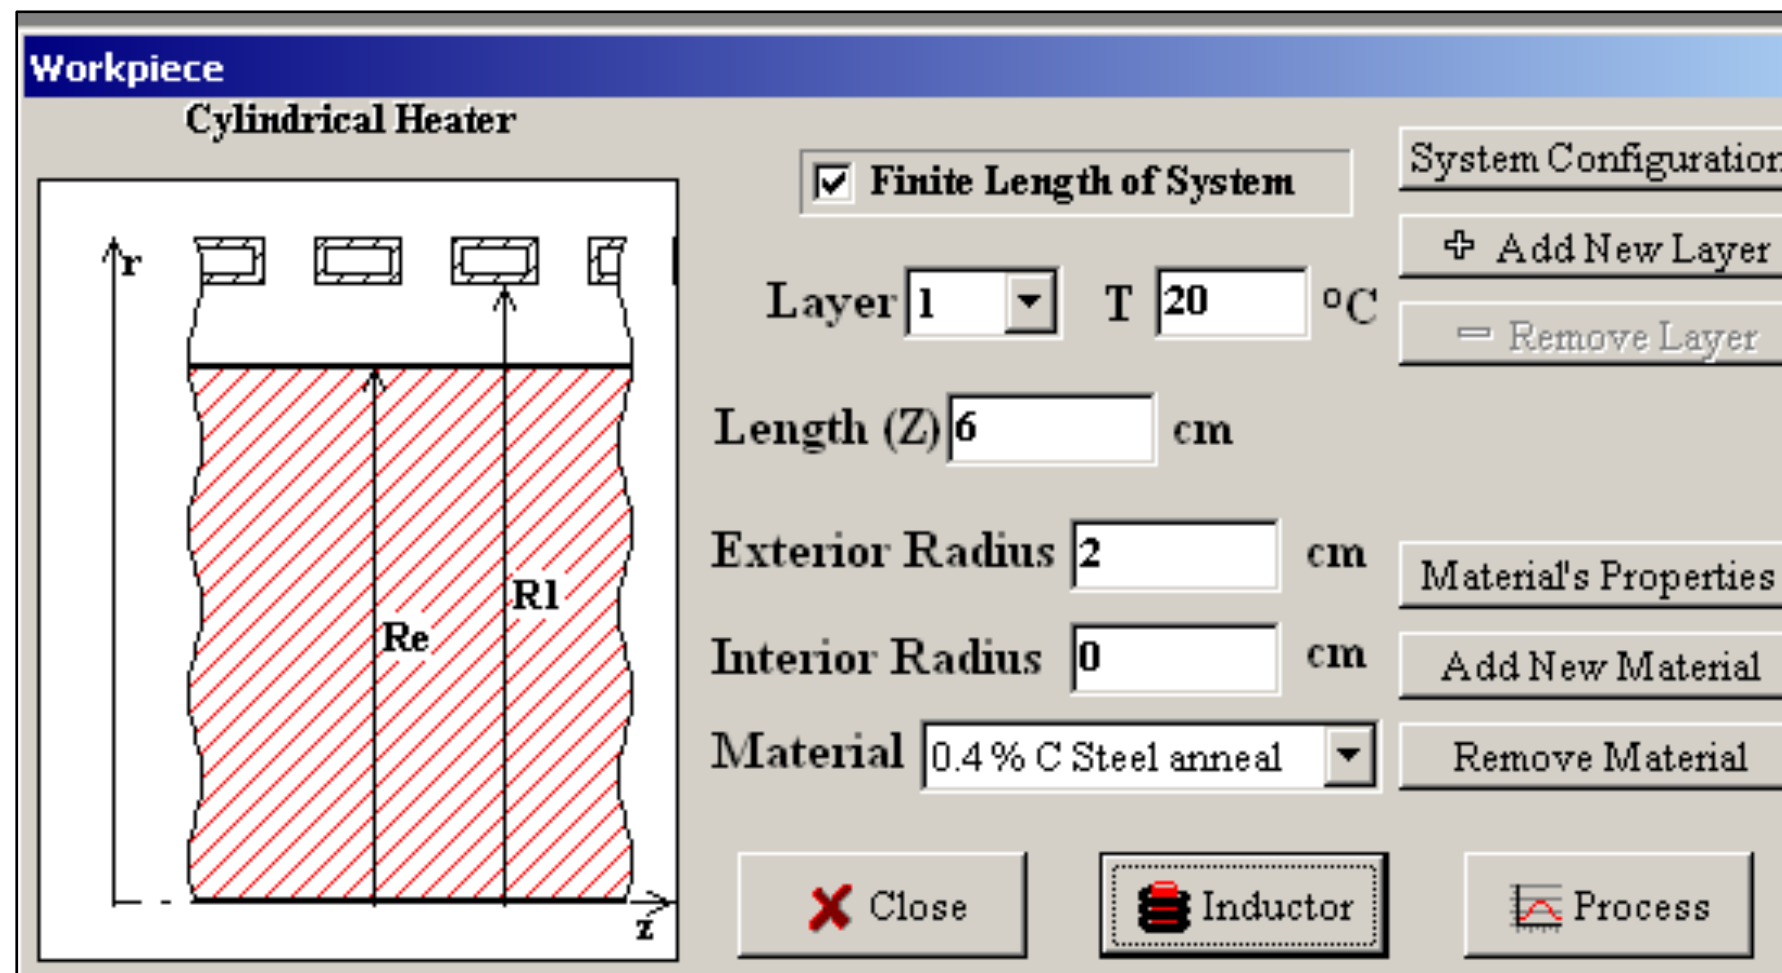 Workpiece
Cylindrical Heater
r
Re
R1
z
Finite Length of System
Layer 1 T 20 °C
Length (Z) 6 cm
Exterior Radius 2 cm
Interior Radius 0 cm
Material 0.4 % C Steel anneal
System Configuration
Add New Layer
Remove Layer
Material's Properties
Add New Material
Remove Material
Close
Inductor
Process